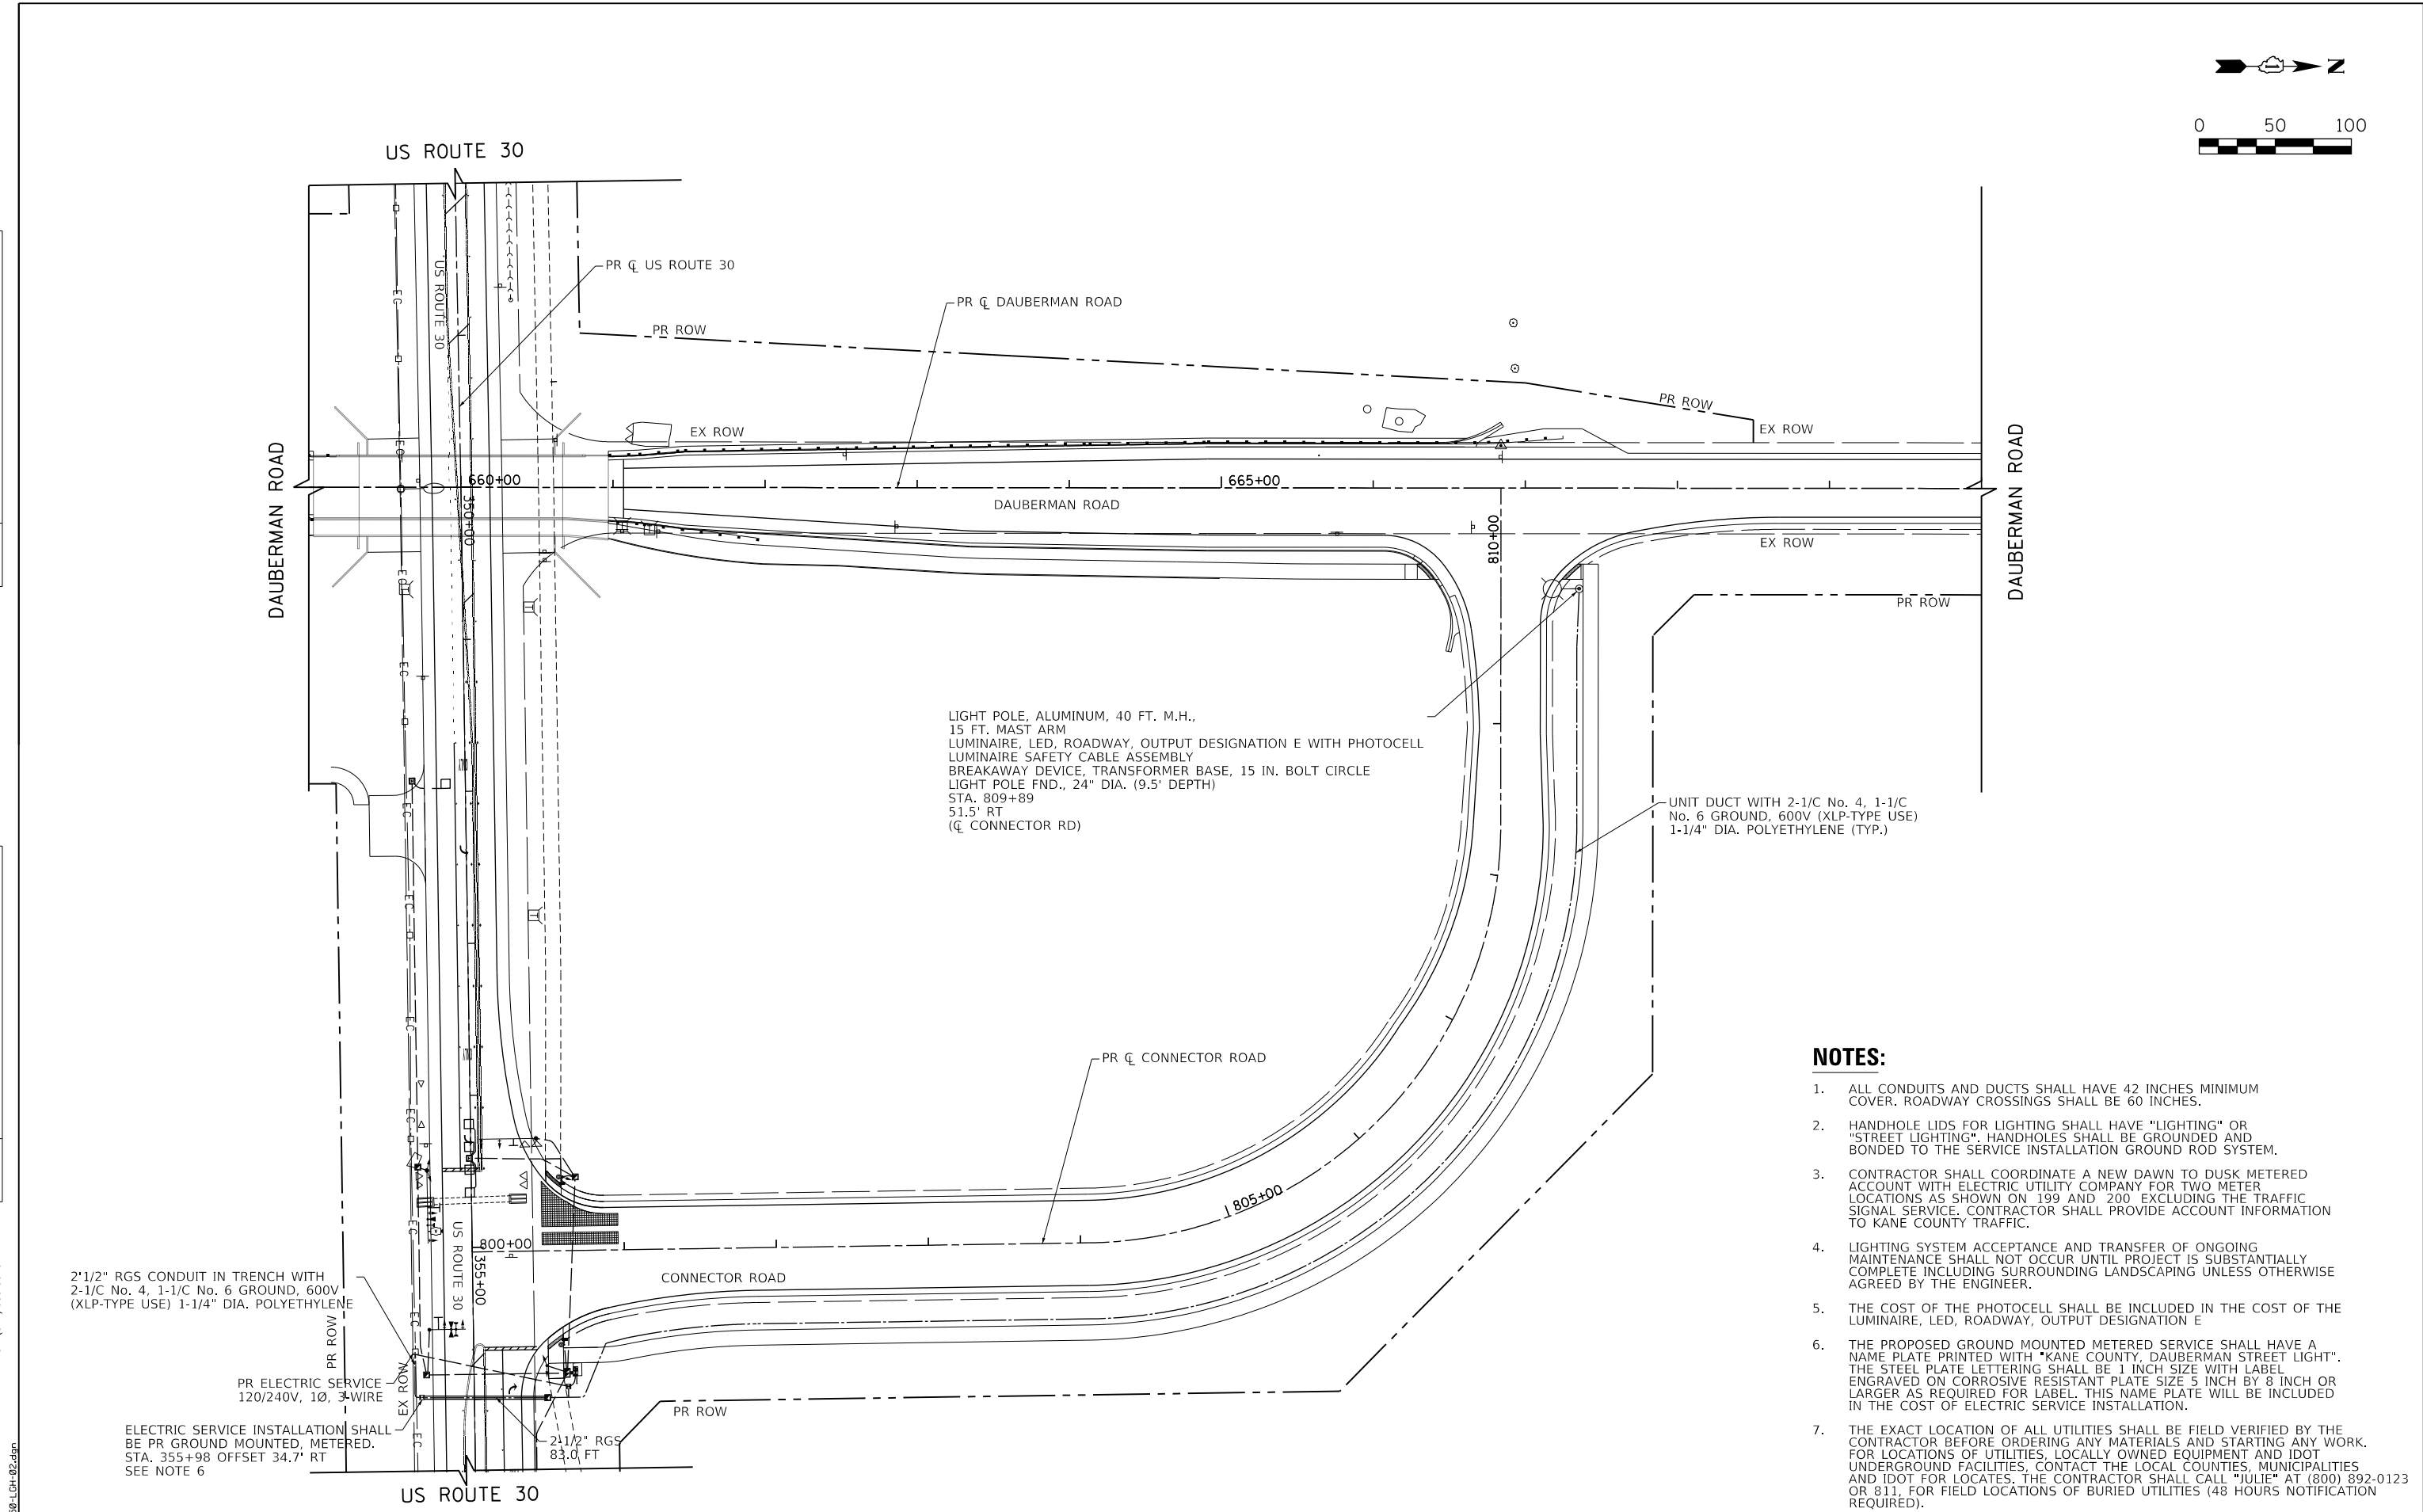 N
0 50 100
US ROUTE 30
US ROUTE 30
PR ℄ US ROUTE 30
PR ℄ DAUBERMAN ROAD
PR ROW
PR ROW
EX ROW
EX ROW
DAUBERMAN ROAD
660+00
665+00
350+00
DAUBERMAN ROAD
810+00
EX ROW
PR ROW
DAUBERMAN ROAD
LIGHT POLE, ALUMINUM, 40 FT. M.H.,
15 FT. MAST ARM
LUMINAIRE, LED, ROADWAY, OUTPUT DESIGNATION E WITH PHOTOCELL
LUMINAIRE SAFETY CABLE ASSEMBLY
BREAKAWAY DEVICE, TRANSFORMER BASE, 15 IN. BOLT CIRCLE
LIGHT POLE FND., 24" DIA. (9.5' DEPTH)
STA. 809+89
51.5' RT
(℄ CONNECTOR RD)
UNIT DUCT WITH 2-1/C No. 4, 1-1/C
No. 6 GROUND, 600V (XLP-TYPE USE)
1-1/4" DIA. POLYETHYLENE (TYP.)
PR ℄ CONNECTOR ROAD
805+00
800+00
355+00
US ROUTE 30
CONNECTOR ROAD
2"1/2" RGS CONDUIT IN TRENCH WITH
2-1/C No. 4, 1-1/C No. 6 GROUND, 600V
(XLP-TYPE USE) 1-1/4" DIA. POLYETHYLENE
PR ROW
EX ROW
PR ELECTRIC SERVICE
120/240V, 1Ø, 3-WIRE
ELECTRIC SERVICE INSTALLATION SHALL
BE PR GROUND MOUNTED, METERED.
STA. 355+98 OFFSET 34.7' RT
SEE NOTE 6
2-1/2" RGS
83.0 FT
PR ROW
US ROUTE 30
NOTES:
1. ALL CONDUITS AND DUCTS SHALL HAVE 42 INCHES MINIMUM
COVER. ROADWAY CROSSINGS SHALL BE 60 INCHES.
2. HANDHOLE LIDS FOR LIGHTING SHALL HAVE "LIGHTING" OR
"STREET LIGHTING". HANDHOLES SHALL BE GROUNDED AND
BONDED TO THE SERVICE INSTALLATION GROUND ROD SYSTEM.
3. CONTRACTOR SHALL COORDINATE A NEW DAWN TO DUSK METERED
ACCOUNT WITH ELECTRIC UTILITY COMPANY FOR TWO METER
LOCATIONS AS SHOWN ON 199 AND 200 EXCLUDING THE TRAFFIC
SIGNAL SERVICE. CONTRACTOR SHALL PROVIDE ACCOUNT INFORMATION
TO KANE COUNTY TRAFFIC.
4. LIGHTING SYSTEM ACCEPTANCE AND TRANSFER OF ONGOING
MAINTENANCE SHALL NOT OCCUR UNTIL PROJECT IS SUBSTANTIALLY
COMPLETE INCLUDING SURROUNDING LANDSCAPING UNLESS OTHERWISE
AGREED BY THE ENGINEER.
5. THE COST OF THE PHOTOCELL SHALL BE INCLUDED IN THE COST OF THE
LUMINAIRE, LED, ROADWAY, OUTPUT DESIGNATION E
6. THE PROPOSED GROUND MOUNTED METERED SERVICE SHALL HAVE A
NAME PLATE PRINTED WITH "KANE COUNTY, DAUBERMAN STREET LIGHT".
THE STEEL PLATE LETTERING SHALL BE 1 INCH SIZE WITH LABEL
ENGRAVED ON CORROSIVE RESISTANT PLATE SIZE 5 INCH BY 8 INCH OR
LARGER AS REQUIRED FOR LABEL. THIS NAME PLATE WILL BE INCLUDED
IN THE COST OF ELECTRIC SERVICE INSTALLATION.
7. THE EXACT LOCATION OF ALL UTILITIES SHALL BE FIELD VERIFIED BY THE
CONTRACTOR BEFORE ORDERING ANY MATERIALS AND STARTING ANY WORK.
FOR LOCATIONS OF UTILITIES, LOCALLY OWNED EQUIPMENT AND IDOT
UNDERGROUND FACILITIES, CONTACT THE LOCAL COUNTIES, MUNICIPALITIES
AND IDOT FOR LOCATES. THE CONTRACTOR SHALL CALL "JULIE" AT (800) 892-0123
OR 811, FOR FIELD LOCATIONS OF BURIED UTILITIES (48 HOURS NOTIFICATION
REQUIRED).